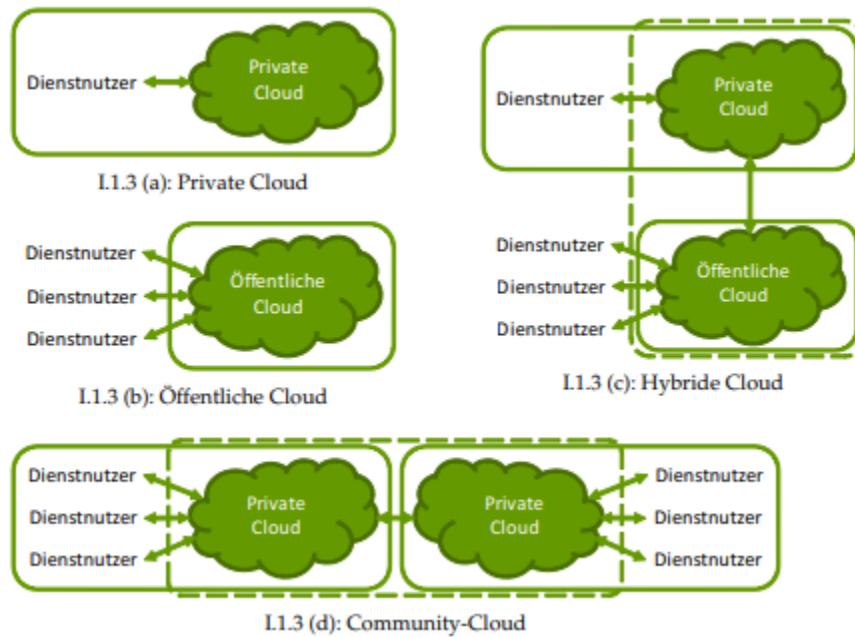 Dienstnutzer
Private
Cloud
I.1.3 (a): Private Cloud
Dienstnutzer
Dienstnutzer
Dienstnutzer
Öffentliche
Cloud
I.1.3 (b): Öffentliche Cloud
Dienstnutzer
Private
Cloud
Dienstnutzer
Dienstnutzer
Dienstnutzer
Öffentliche
Cloud
I.1.3 (c): Hybride Cloud
Dienstnutzer
Dienstnutzer
Dienstnutzer
Private
Cloud
Private
Cloud
Dienstnutzer
Dienstnutzer
Dienstnutzer
I.1.3 (d): Community-Cloud